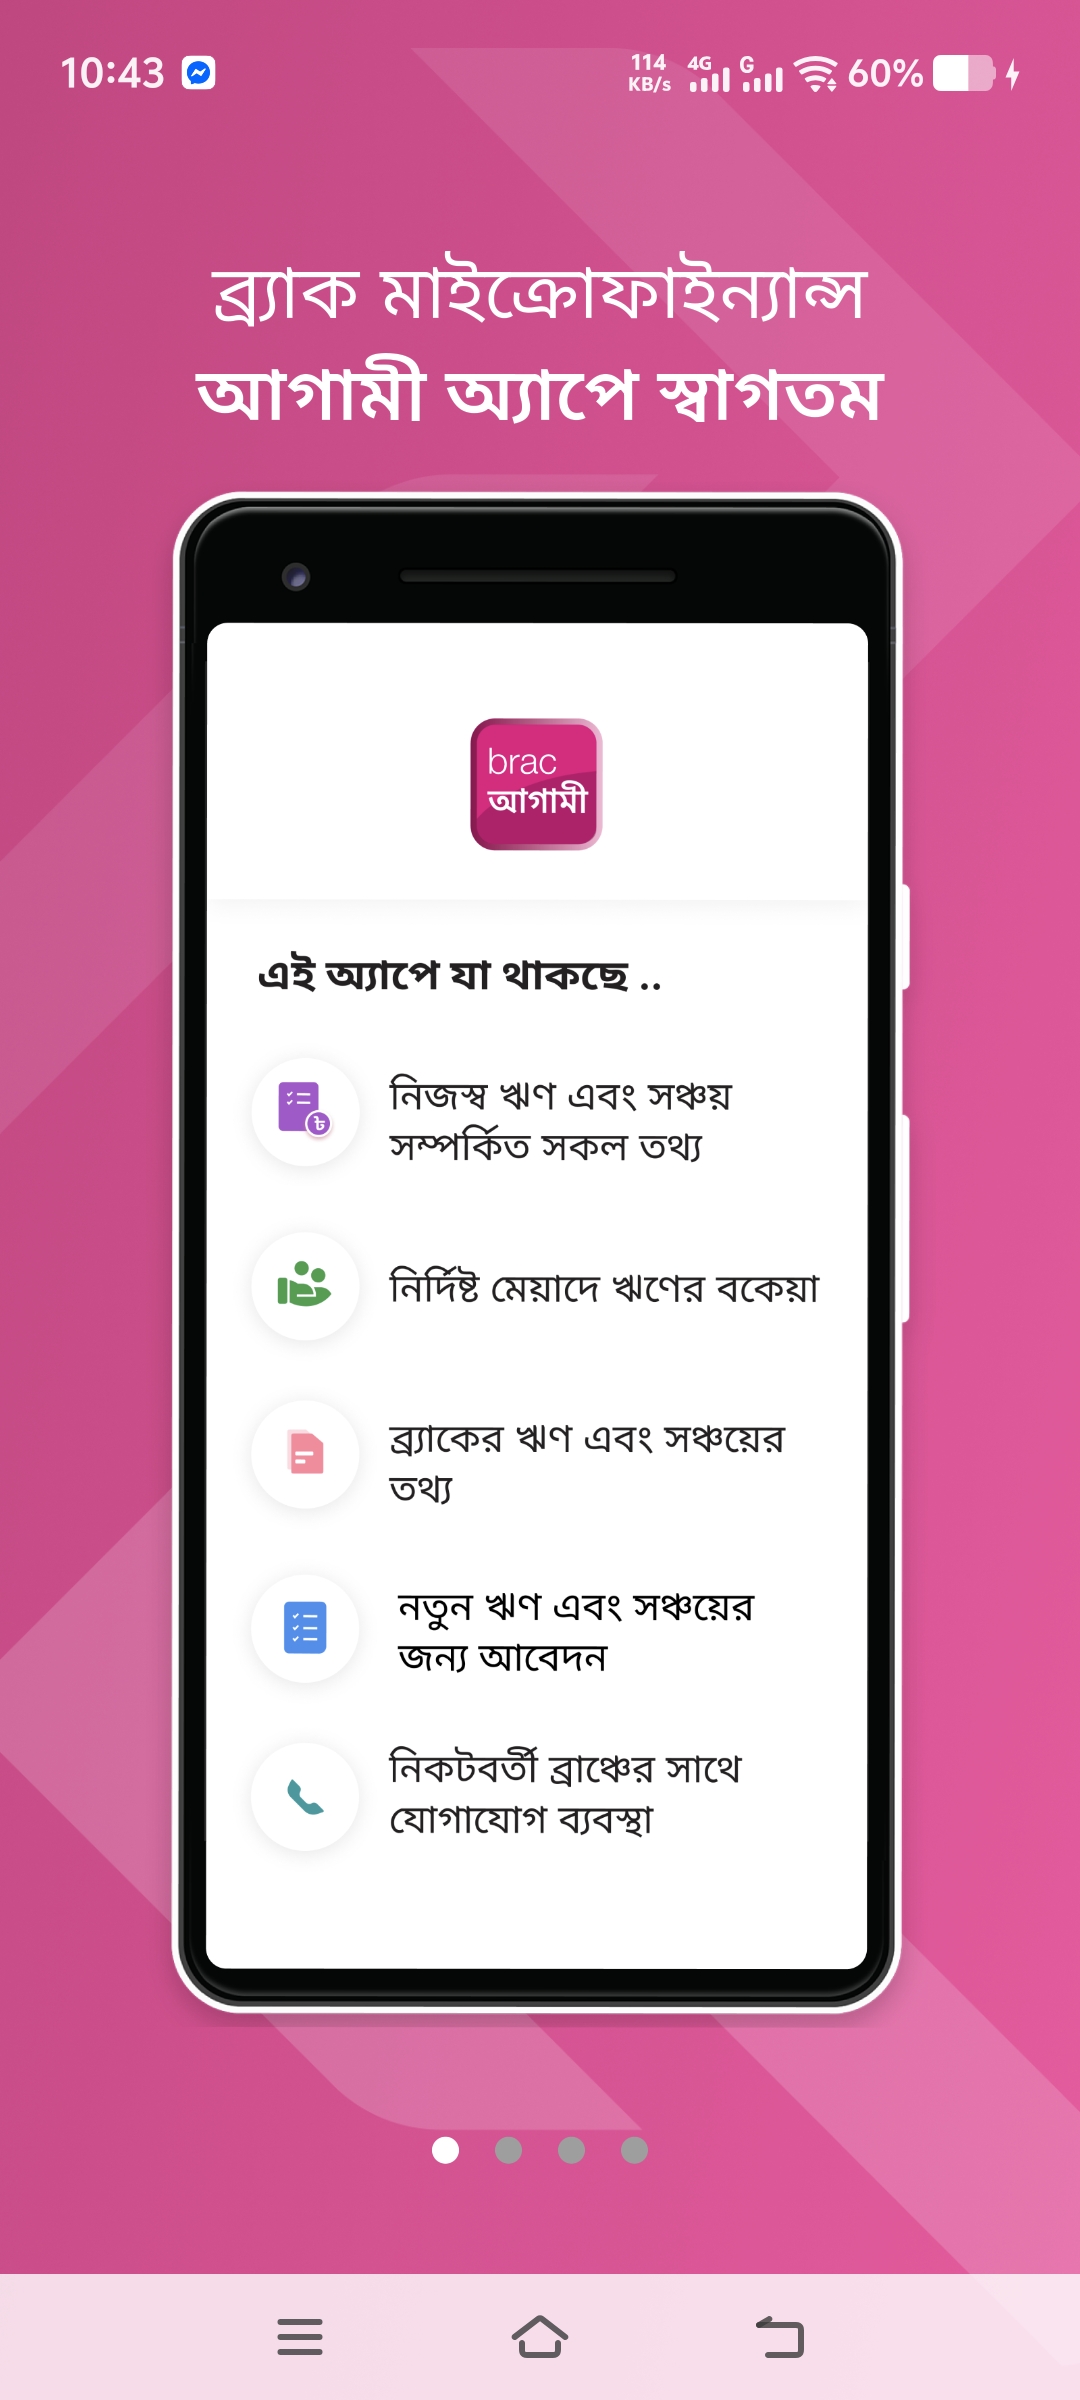 10:43
114 KB/s 4G G 60%
ব্র্যাক মাইক্রোফাইন্যান্স
আগামী অ্যাপে স্বাগতম
brac
আগামী
এই অ্যাপে যা থাকছে ..
নিজস্ব ঋণ এবং সঞ্চয়
সম্পর্কিত সকল তথ্য
নির্দিষ্ট মেয়াদে ঋণের বকেয়া
ব্র্যাকের ঋণ এবং সঞ্চয়ের
তথ্য
নতুন ঋণ এবং সঞ্চয়ের
জন্য আবেদন
নিকটবর্তী ব্রাঞ্চের সাথে
যোগাযোগ ব্যবস্থা